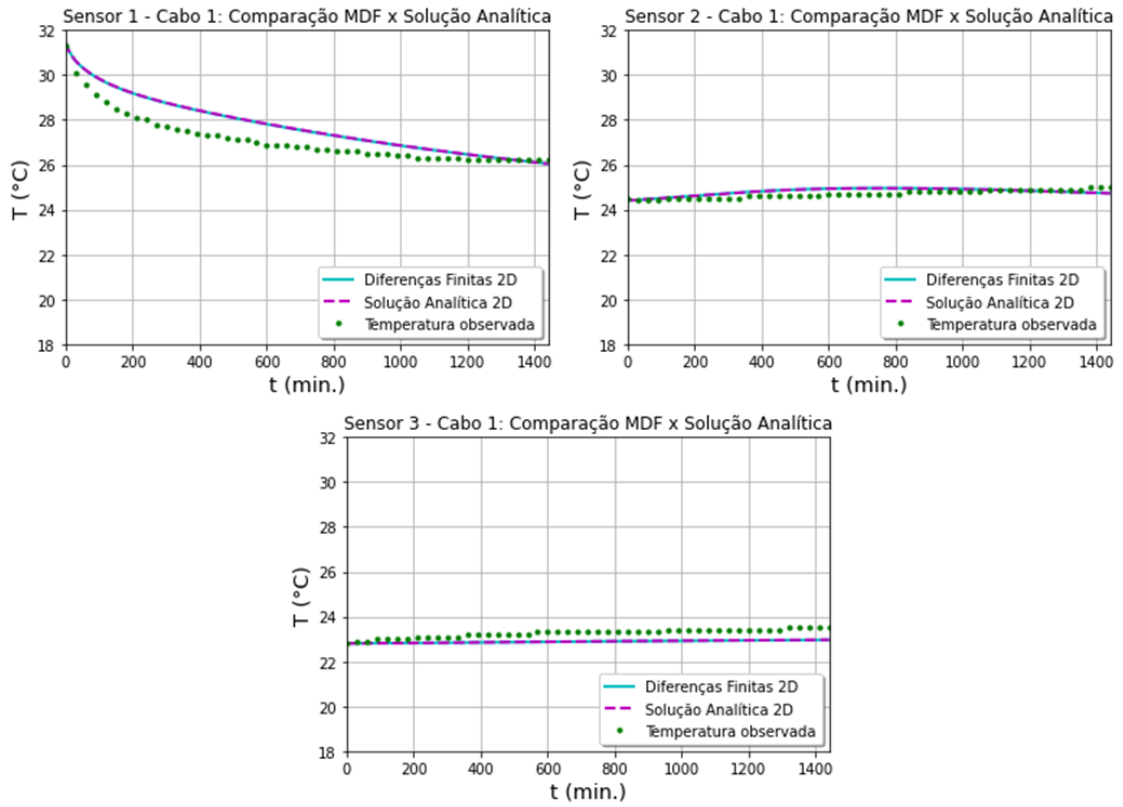 Sensor 1 - Cabo 1: Comparação MDF x Solução Analítica
32
30
28
26
24
22
20
18
T (°C)
Diferenças Finitas 2D
Solução Analítica 2D
Temperatura observada
0 200 400 600 800 1000 1200 1400
t (min.)
Sensor 2 - Cabo 1: Comparação MDF x Solução Analítica
32
30
28
26
24
22
20
18
T (°C)
Diferenças Finitas 2D
Solução Analítica 2D
Temperatura observada
0 200 400 600 800 1000 1200 1400
t (min.)
Sensor 3 - Cabo 1: Comparação MDF x Solução Analítica
32
30
28
26
24
22
20
18
T (°C)
Diferenças Finitas 2D
Solução Analítica 2D
Temperatura observada
0 200 400 600 800 1000 1200 1400
t (min.)